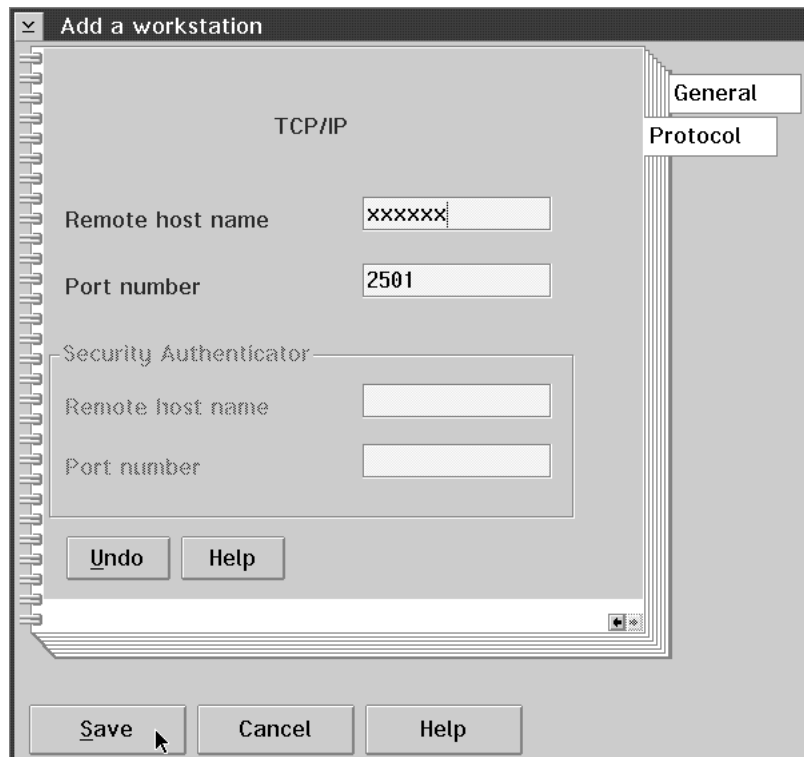 Add a workstation
General
TCP/IP
Protocol
Remote host name xxxxxx
Port number 2501
Security Authenticator
Remote host name
Port number
Undo Help
Save Cancel Help